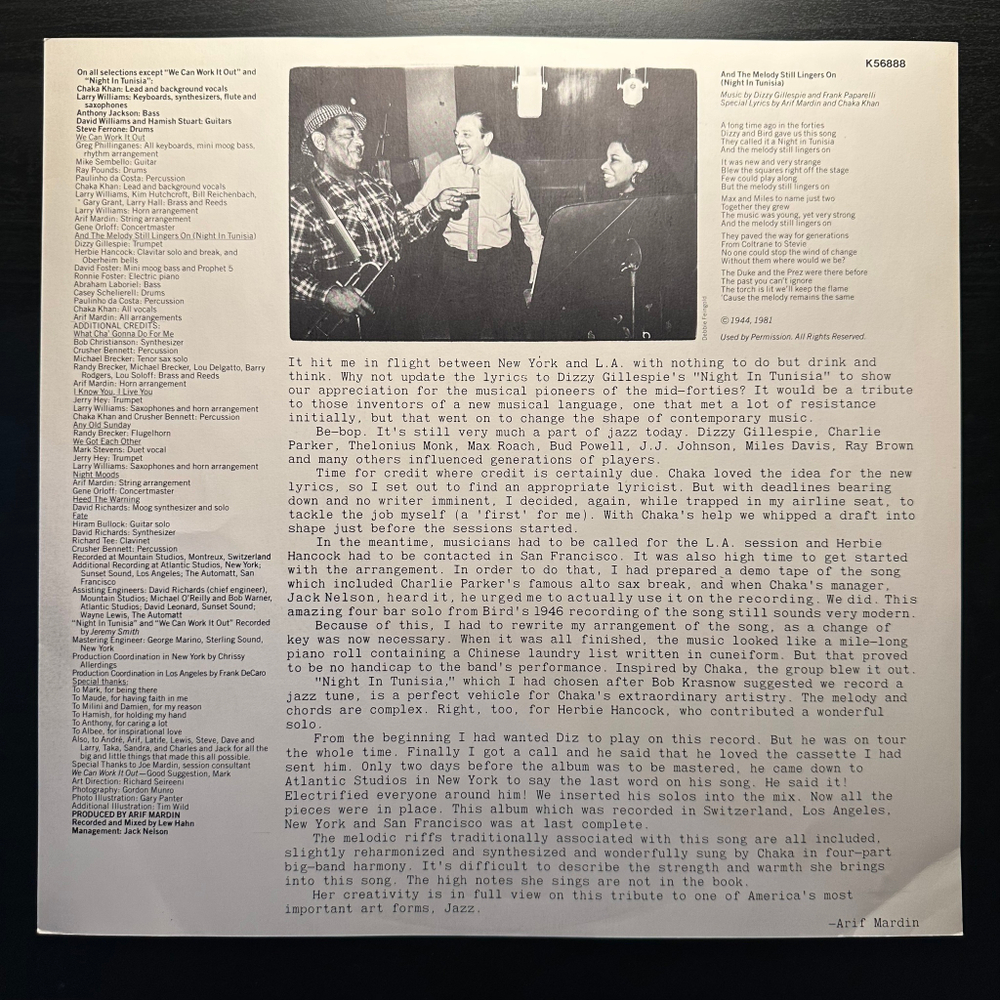 On all selections except "We Can Work It Out" and
"Night In Tunisia":
Chaka Khan: Lead and background vocals
Larry Williams: Keyboards, synthesizers, flute and
saxophones
Anthony Jackson: Bass
David Williams and Hamish Stuart: Guitars
Steve Ferrone: Drums
We Can Work It Out
Greg Phillinganes: All keyboards, mini moog bass,
rhythm arrangement
Mike Sembello: Guitar
Ray Pounds: Drums
Paulinho da Costa: Percussion
Chaka Khan: Lead and background vocals
Larry Williams, Kim Hutchcroft, Bill Reichenbach,
Gary Grant, Larry Hall: Brass and Reeds
Larry Williams: Horn arrangement
Arif Mardin: String arrangement
Gene Orloff: Concertmaster
And The Melody Still Lingers On (Night In Tunisia)
Dizzy Gillespie: Trumpet
Herbie Hancock: Clavitar solo and break, and
Oberheim bells
David Foster: Mini moog bass and Prophet 5
Ronnie Foster: Electric piano
Abraham Laboriel: Bass
Casey Schelierell: Drums
Paulinho da Costa: Percussion
Chaka Khan: All vocals
Arif Mardin: All arrangements
ADDITIONAL CREDITS:
What Cha' Gonna Do For Me
Bob Christianson: Synthesizer
Crusher Bennett: Percussion
Michael Brecker: Tenor sax solo
Randy Brecker, Michael Brecker, Lou Delgatto, Barry
Rodgers, Lou Soloff: Brass and Reeds
Arif Mardin: Horn arrangement
I Know You, I Live You
Jerry Hey: Trumpet
Larry Williams: Saxophones and horn arrangement
Chaka Khan and Crusher Bennett: Percussion
Any Old Sunday
Randy Brecker: Flugelhorn
We Got Each Other
Mark Stevens: Duet vocal
Jerry Hey: Trumpet
Larry Williams: Saxophones and horn arrangement
Night Moods
Arif Mardin: String arrangement
Gene Orloff: Concertmaster
Heed The Warning
David Richards: Moog synthesizer and solo
Fate
Hiram Bullock: Guitar solo
David Richards: Synthesizer
Richard Tee: Clavinet
Crusher Bennett: Percussion
Recorded at Mountain Studios, Montreux, Switzerland
Additional Recording at Atlantic Studios, New York;
Sunset Sound, Los Angeles; The Automatt, San
Francisco
Assisting Engineers: David Richards (chief engineer),
Mountain Studios; Michael O'Reilly and Bob Warner,
Atlantic Studios; David Leonard, Sunset Sound;
Wayne Lewis, The Automatt
"Night In Tunisia" and "We Can Work It Out" Recorded
by Jeremy Smith
Mastering Engineer: George Marino, Sterling Sound,
New York
Production Coordination in New York by Chrissy
Allerdings
Production Coordination in Los Angeles by Frank DeCaro
Special thanks:
To Mark, for being there
To Maude, for having faith in me
To Milini and Damien, for my reason
To Hamish, for holding my hand
To Anthony, for caring a lot
To Albee, for inspirational love
Also, to André, Arif, Latife, Lewis, Steve, Dave and
Larry, Taka, Sandra, and Charles and Jack for all the
big and little things that made this all possible.
Special Thanks to Joe Mardin, session consultant
We Can Work It Out—Good Suggestion, Mark
Art Direction: Richard Seireeni
Photography: Gordon Munro
Photo Illustration: Gary Panter
Additional Illustration: Tim Wild
PRODUCED BY ARIF MARDIN
Recorded and Mixed by Lew Hahn
Management: Jack Nelson
Debbie Feingold
K56888
And The Melody Still Lingers On
(Night In Tunisia)
Music by Dizzy Gillespie and Frank Paparelli
Special Lyrics by Arif Mardin and Chaka Khan
A long time ago in the forties
Dizzy and Bird gave us this song
They called it a Night in Tunisia
And the melody still lingers on
It was new and very strange
Blew the squares right off the stage
Few could play along
But the melody still lingers on
Max and Miles to name just two
Together they grew
The music was young, yet very strong
And the melody still lingers on
They paved the way for generations
From Coltrane to Stevie
No one could stop the wind of change
Without them where would we be?
The Duke and the Prez were there before
The past you can't ignore
The torch is lit we'll keep the flame
'Cause the melody remains the same
© 1944, 1981
Used by Permission. All Rights Reserved.
It hit me in flight between New York and L.A. with nothing to do but drink and
think. Why not update the lyrics to Dizzy Gillespie's "Night In Tunisia" to show
our appreciation for the musical pioneers of the mid-forties? It would be a tribute
to those inventors of a new musical language, one that met a lot of resistance
initially, but that went on to change the shape of contemporary music.
Be-bop. It's still very much a part of jazz today. Dizzy Gillespie, Charlie
Parker, Thelonius Monk, Max Roach, Bud Powell, J.J. Johnson, Miles Davis, Ray Brown
and many others influenced generations of players.
Time for credit where credit is certainly due. Chaka loved the idea for the new
lyrics, so I set out to find an appropriate lyricist. But with deadlines bearing
down and no writer imminent, I decided, again, while trapped in my airline seat, to
tackle the job myself (a 'first' for me). With Chaka's help we whipped a draft into
shape just before the sessions started.
In the meantime, musicians had to be called for the L.A. session and Herbie
Hancock had to be contacted in San Francisco. It was also high time to get started
with the arrangement. In order to do that, I had prepared a demo tape of the song
which included Charlie Parker's famous alto sax break, and when Chaka's manager,
Jack Nelson, heard it, he urged me to actually use it on the recording. We did. This
amazing four bar solo from Bird's 1946 recording of the song still sounds very modern.
Because of this, I had to rewrite my arrangement of the song, as a change of
key was now necessary. When it was all finished, the music looked like a mile-long
piano roll containing a Chinese laundry list written in cuneiform. But that proved
to be no handicap to the band's performance. Inspired by Chaka, the group blew it out.
"Night In Tunisia," which I had chosen after Bob Krasnow suggested we record a
jazz tune, is a perfect vehicle for Chaka's extraordinary artistry. The melody and
chords are complex. Right, too, for Herbie Hancock, who contributed a wonderful
solo.
From the beginning I had wanted Diz to play on this record. But he was on tour
the whole time. Finally I got a call and he said that he loved the cassette I had
sent him. Only two days before the album was to be mastered, he came down to
Atlantic Studios in New York to say the last word on his song. He said it!
Electrified everyone around him! We inserted his solos into the mix. Now all the
pieces were in place. This album which was recorded in Switzerland, Los Angeles,
New York and San Francisco was at last complete.
The melodic riffs traditionally associated with this song are all included,
slightly reharmonized and synthesized and wonderfully sung by Chaka in four-part
big-band harmony. It's difficult to describe the strength and warmth she brings
into this song. The high notes she sings are not in the book.
Her creativity is in full view on this tribute to one of America's most
important art forms, Jazz.
—Arif Mardin